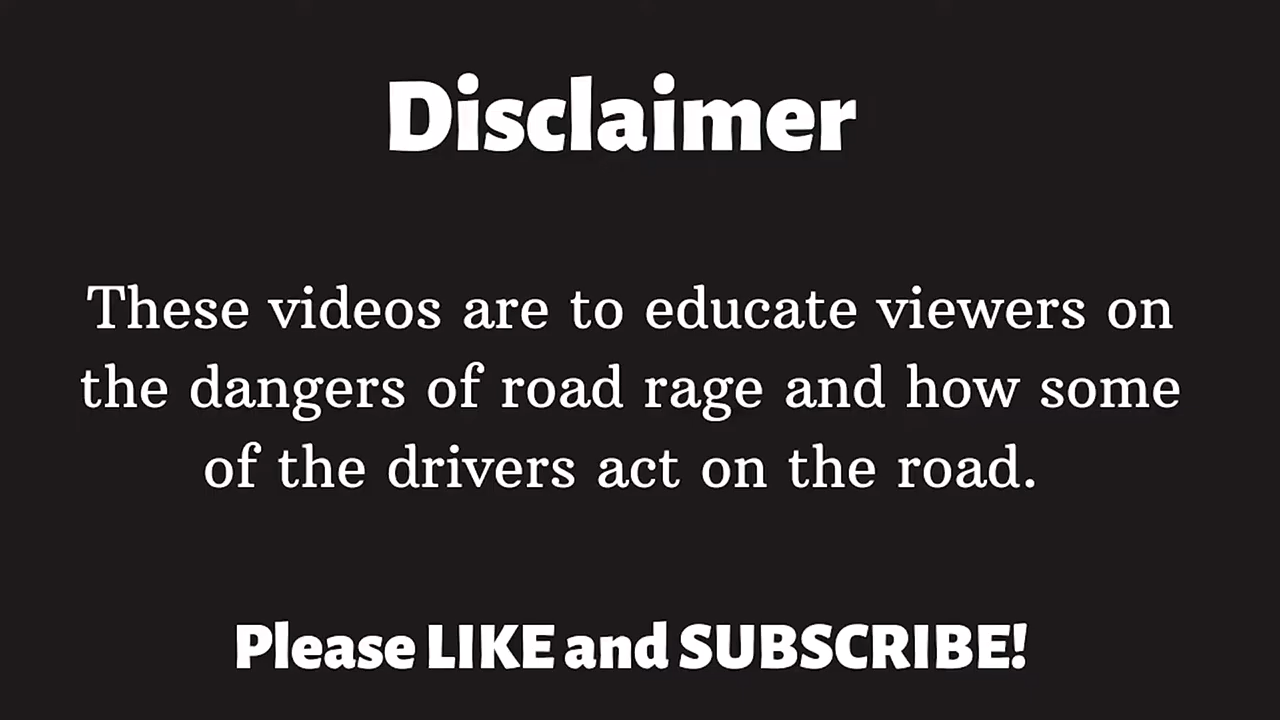 Disclaimer
These videos are to educate viewers on
the dangers of road rage and how some
of the drivers act on the road.
Please LIKE and SUBSCRIBE!